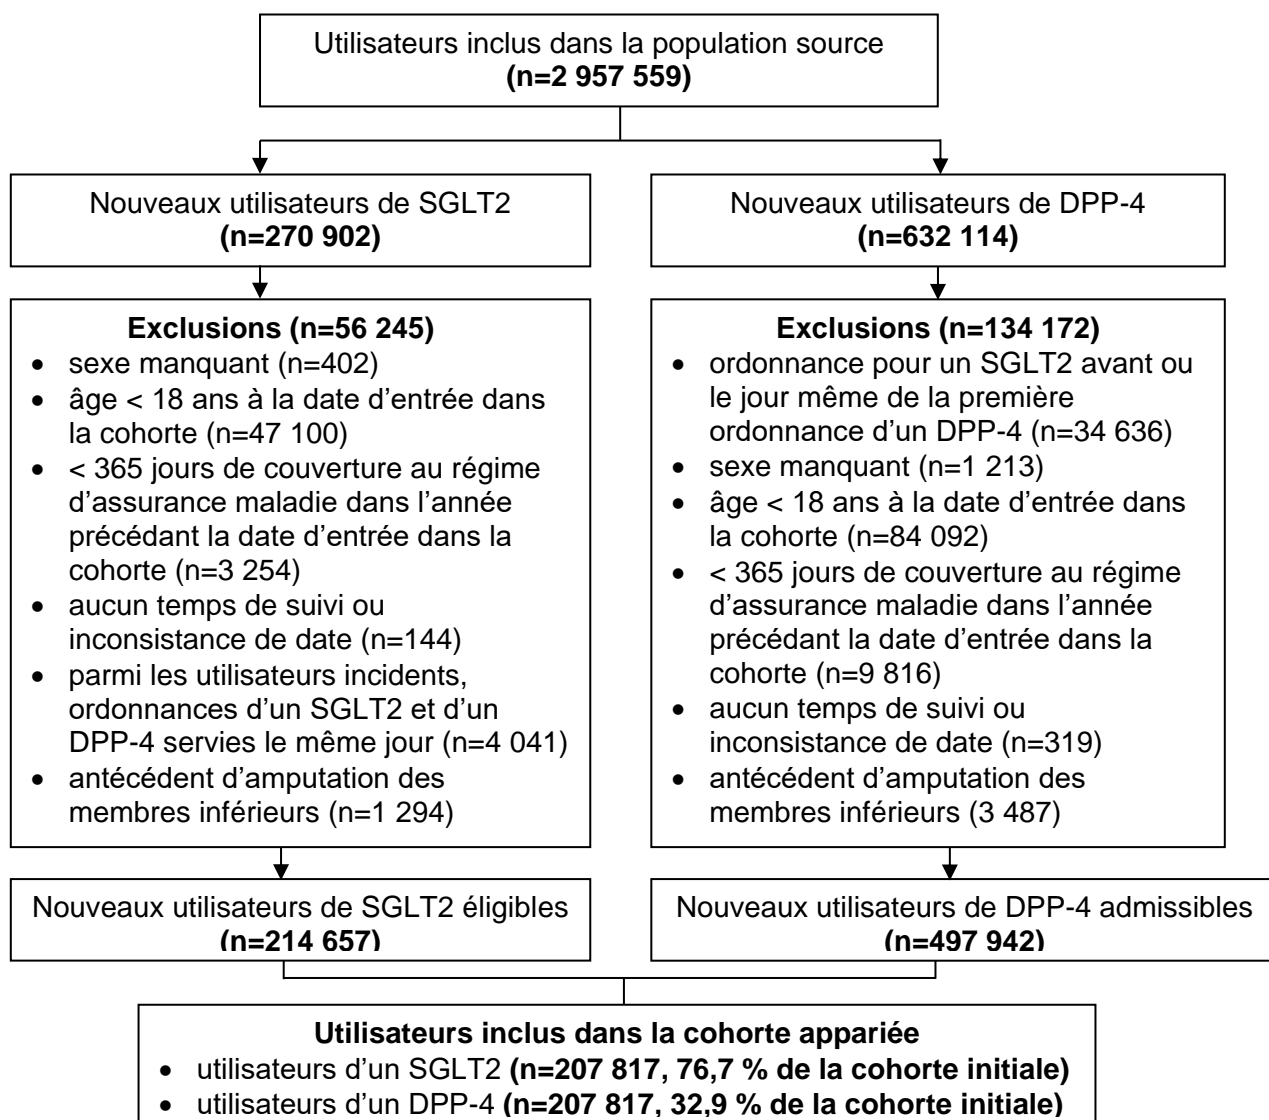 Utilisateurs inclus dans la population source
(n=2 957 559)
Nouveaux utilisateurs de SGLT2
(n=270 902)
Nouveaux utilisateurs de DPP-4
(n=632 114)
Exclusions (n=56 245)
• sexe manquant (n=402)
• âge < 18 ans à la date d’entrée dans
la cohorte (n=47 100)
• < 365 jours de couverture au régime
d’assurance maladie dans l’année
précédant la date d’entrée dans la
cohorte (n=3 254)
• aucun temps de suivi ou
inconsistance de date (n=144)
• parmi les utilisateurs incidents,
ordonnances d’un SGLT2 et d’un
DPP-4 servies le même jour (n=4 041)
• antécédent d’amputation des
membres inférieurs (n=1 294)
Exclusions (n=134 172)
• ordonnance pour un SGLT2 avant ou
le jour même de la première
ordonnance d’un DPP-4 (n=34 636)
• sexe manquant (n=1 213)
• âge < 18 ans à la date d’entrée dans
la cohorte (n=84 092)
• < 365 jours de couverture au régime
d’assurance maladie dans l’année
précédant la date d’entrée dans la
cohorte (n=9 816)
• aucun temps de suivi ou
inconsistance de date (n=319)
• antécédent d’amputation des
membres inférieurs (3 487)
Nouveaux utilisateurs de SGLT2 éligibles
(n=214 657)
Nouveaux utilisateurs de DPP-4 admissibles
(n=497 942)
Utilisateurs inclus dans la cohorte appariée
• utilisateurs d’un SGLT2 (n=207 817, 76,7 % de la cohorte initiale)
• utilisateurs d’un DPP-4 (n=207 817, 32,9 % de la cohorte initiale)